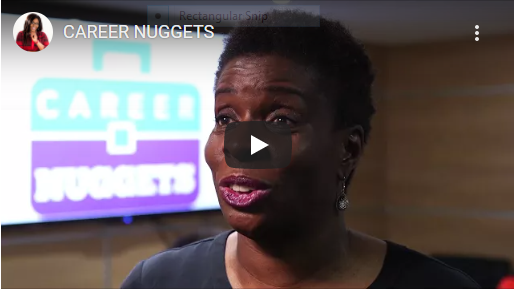 Rectangular Snip
CAREER NUGGETS
CAREER
NUGGETS